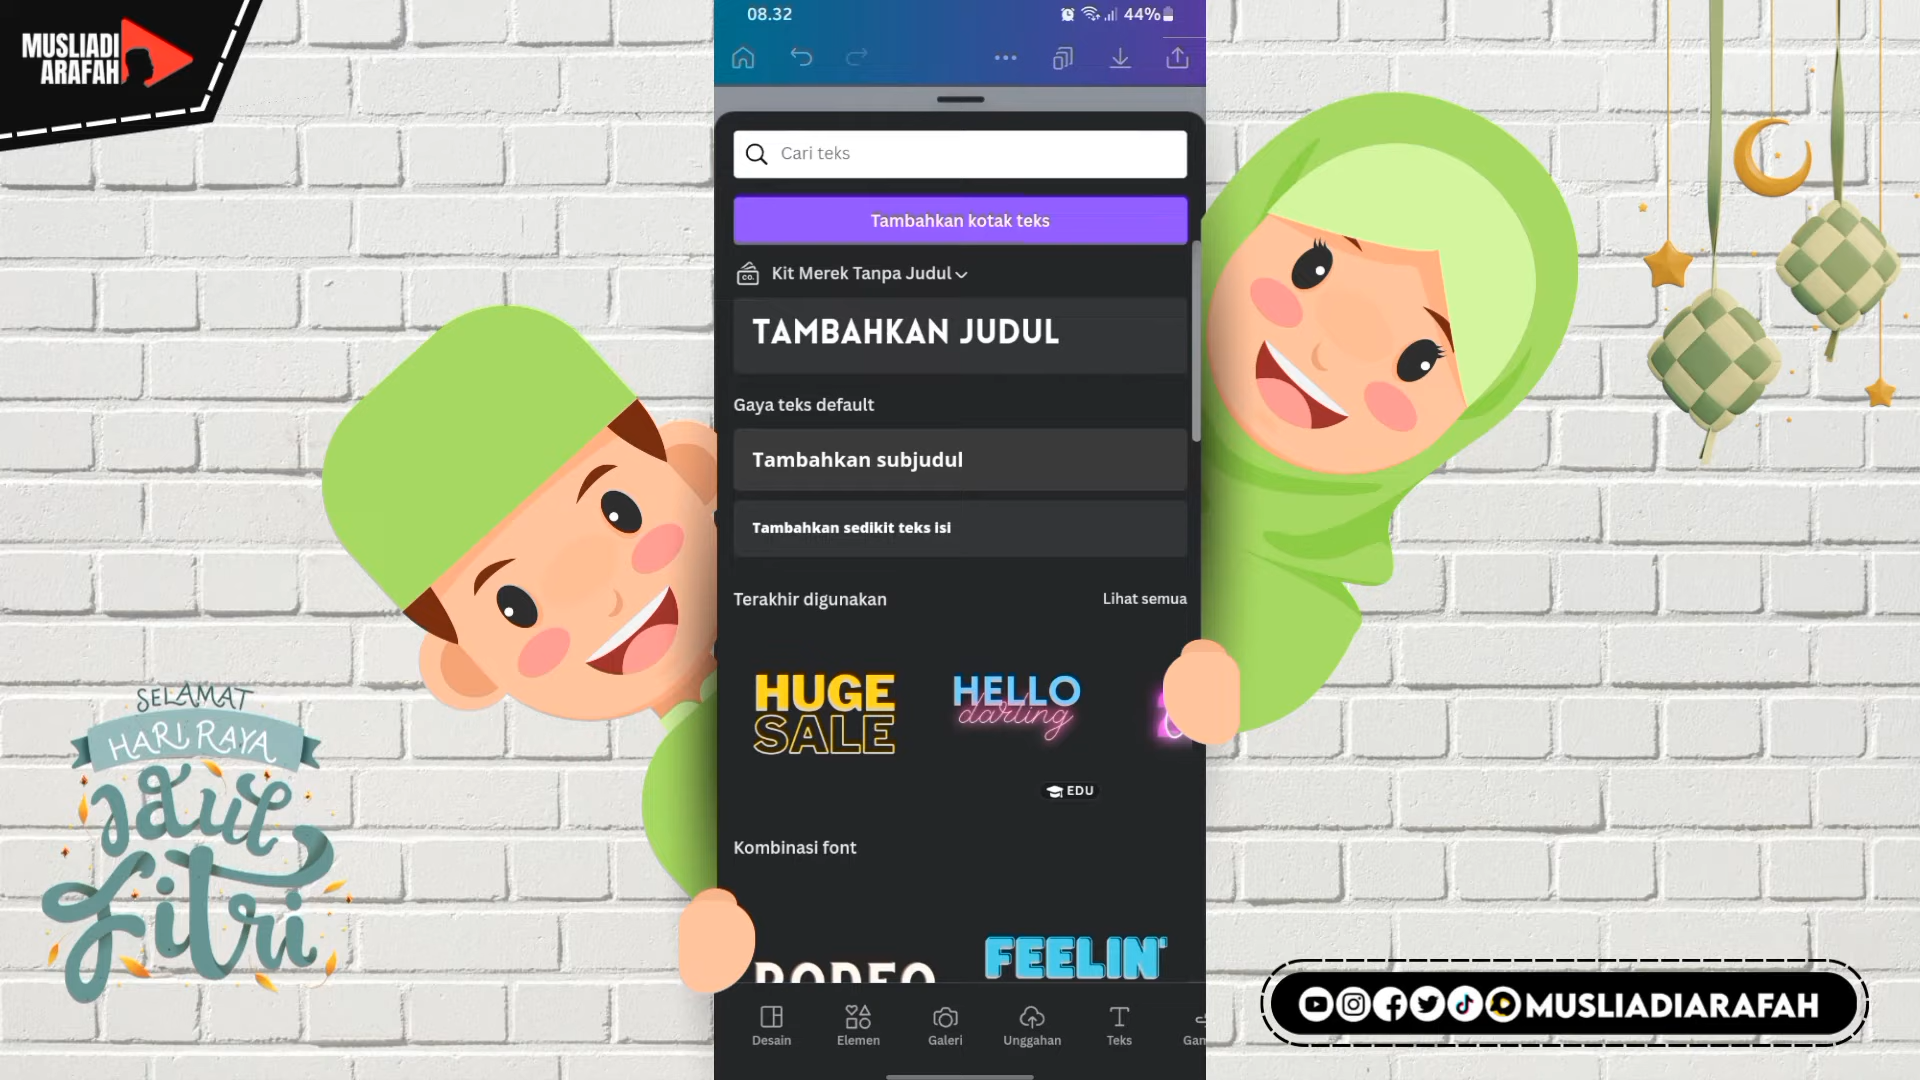 MUSLIADI
ARAFAH
08.32
44%
Cari teks
Tambahkan kotak teks
CO.
Kit Merek Tanpa Judul
TAMBAHKAN JUDUL
Gaya teks default
Tambahkan subjudul
Tambahkan sedikit teks isi
Terakhir digunakan
Lihat semua
HUGE
SALE
HELLO
darling
EDU
Kombinasi font
RODEO
FEELIN'
Desain
Elemen
Galeri
Unggahan
Teks
SELAMAT
HARI RAYA
Idul
Fitri
MUSLIADIARAFAH